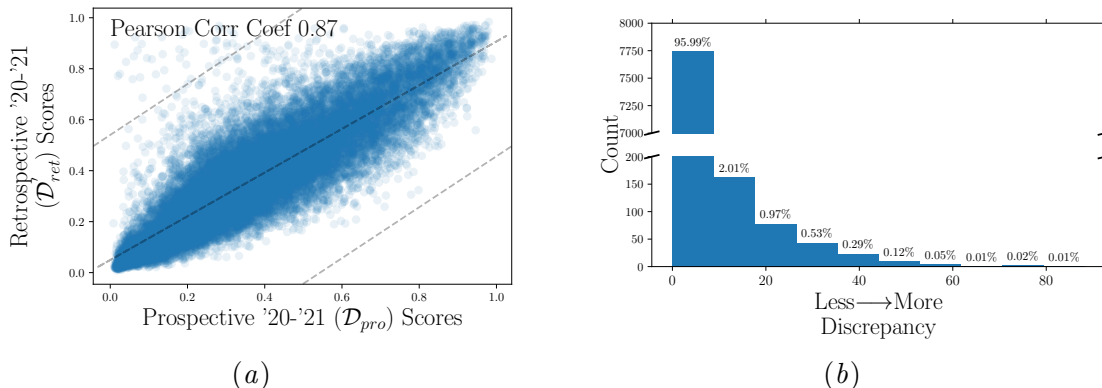 Pearson Corr Coef 0.87
1.0
0.8
0.6
0.4
0.2
0.0
Retrospective '20-'21
(𝒟′ret) Scores
0.0 0.2 0.4 0.6 0.8 1.0
Prospective '20-'21 (𝒟pro) Scores
(a)
8000
7750
7500
7250
7000
200
150
100
50
0
Count
95.99%
2.01%
0.97%
0.53%
0.29%
0.12%
0.05%
0.01%
0.02%
0.01%
0 20 40 60 80
Less⟶More
Discrepancy
(b)